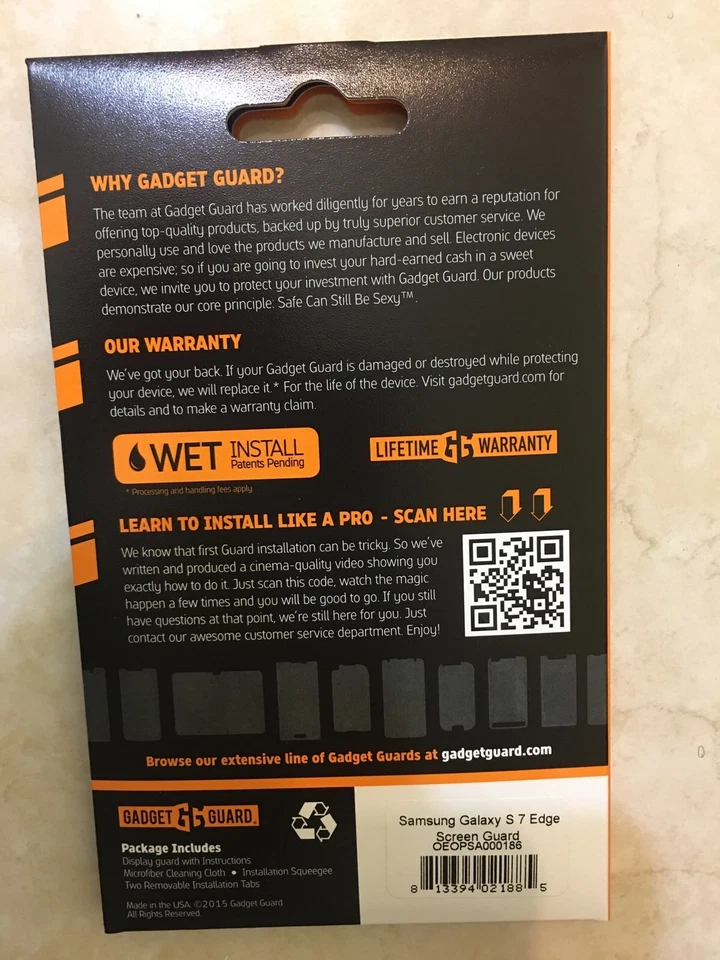 WHY GADGET GUARD?
The team at Gadget Guard has worked diligently for years to earn a reputation for
offering top-quality products, backed up by truly superior customer service. We
personally use and love the products we manufacture and sell. Electronic devices
are expensive; so if you are going to invest your hard-earned cash in a sweet
device, we invite you to protect your investment with Gadget Guard. Our products
demonstrate our core principle: Safe Can Still Be Sexy™.
OUR WARRANTY
We've got your back. If your Gadget Guard is damaged or destroyed while protecting
your device, we will replace it.* For the life of the device. Visit gadgetguard.com for
details and to make a warranty claim.
WET INSTALL
Patents Pending
LIFETIME GG WARRANTY
* Processing and handling fees apply
LEARN TO INSTALL LIKE A PRO - SCAN HERE
We know that first Guard installation can be tricky. So we've
written and produced a cinema-quality video showing you
exactly how to do it. Just scan this code, watch the magic
happen a few times and you will be good to go. If you still
have questions at that point, we're still here for you. Just
contact our awesome customer service department. Enjoy!
Browse our extensive line of Gadget Guards at gadgetguard.com
GADGET GG GUARD.
Package Includes
Display guard with Instructions
Microfiber Cleaning Cloth • Installation Squeegee
Two Removable Installation Tabs
Made in the USA. ©2015 Gadget Guard
All Rights Reserved.
Samsung Galaxy S 7 Edge
Screen Guard
OEOPSA000186
8 13394 02188 5